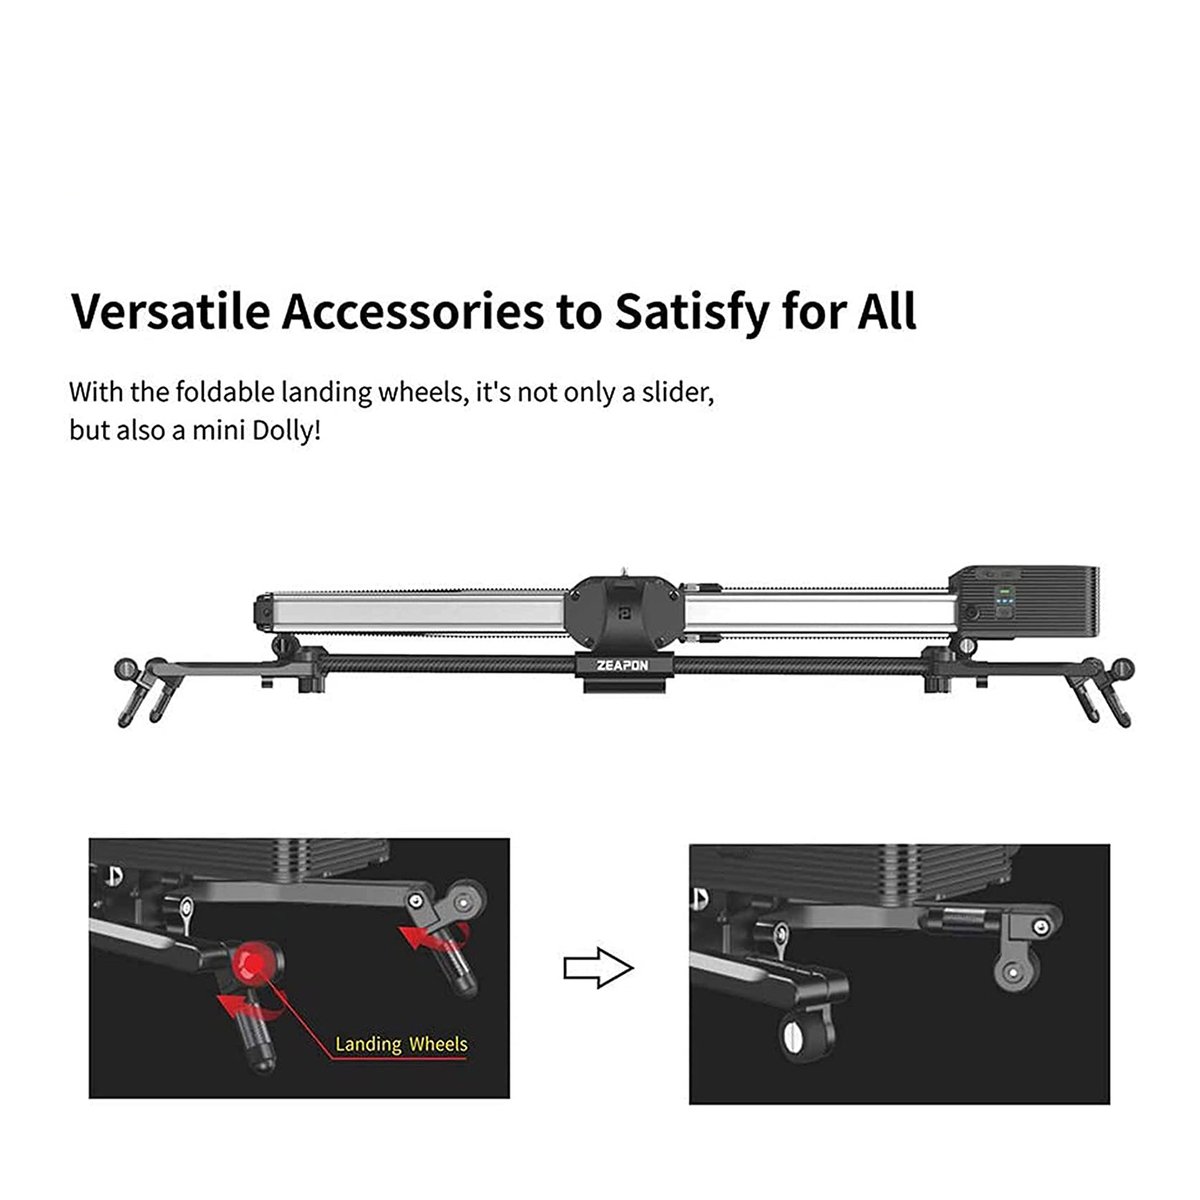 Versatile Accessories to Satisfy for All
With the foldable landing wheels, it's not only a slider,
but also a mini Dolly!
ZEAPON
Landing Wheels